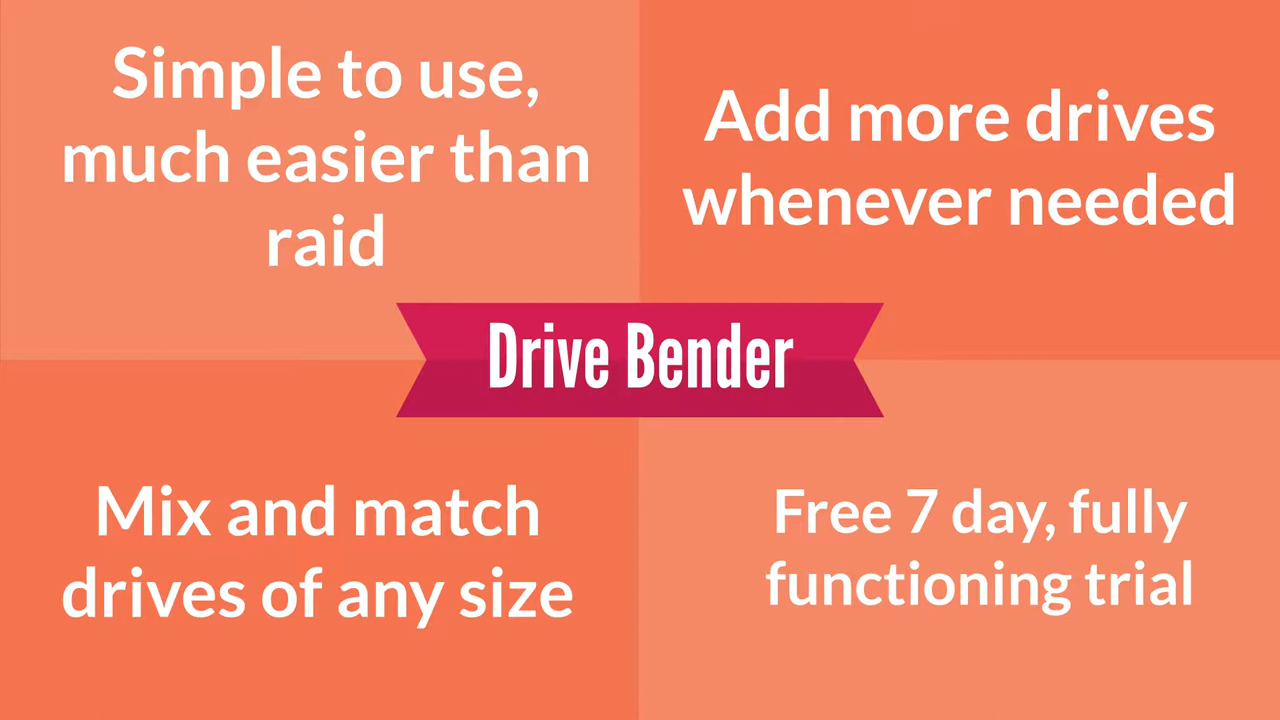 Simple to use,
much easier than
raid
Add more drives
whenever needed
Drive Bender
Mix and match
drives of any size
Free 7 day, fully
functioning trial